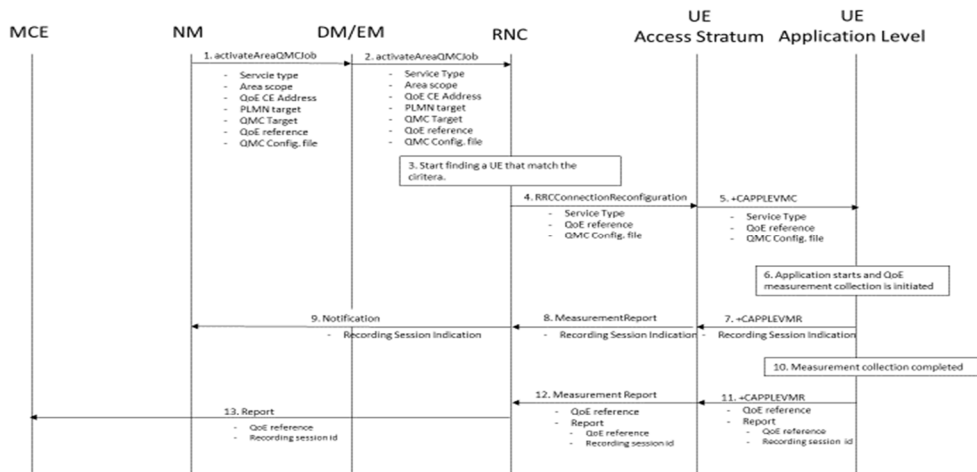 MCE
NM
DM/EM
RNC
UE
Access Stratum
UE
Application Level
1. activateAreaQMCJob
- Servcie type
- Area scope
- QoE CE Address
- PLMN target
- QMC Target
- QoE reference
- QMC Config. file
2. activateAreaQMCJob
- Service Type
- Area scope
- QoE CE Address
- PLMN target
- QMC Target
- QoE reference
- QMC Config. file
3. Start finding a UE that match the
ciritera.
4. RRCConnectionReconfiguration
- Service Type
- QoE reference
- QMC Config. file
5. +CAPPLEVMC
- Service Type
- QoE reference
- QMC Config. file
6. Application starts and QoE
measurement collection is initiated
7. +CAPPLEVMR
- Recording Session Indication
8. MeasurementReport
- Recording Session Indication
9. Notification
- Recording Session Indication
10. Measurement collection completed
11. +CAPPLEVMR
- QoE reference
- Report
- QoE reference
- Recording session id
12. Measurement Report
- QoE reference
- Report
- QoE reference
- Recording session id
13. Report
- QoE reference
- Recording session id